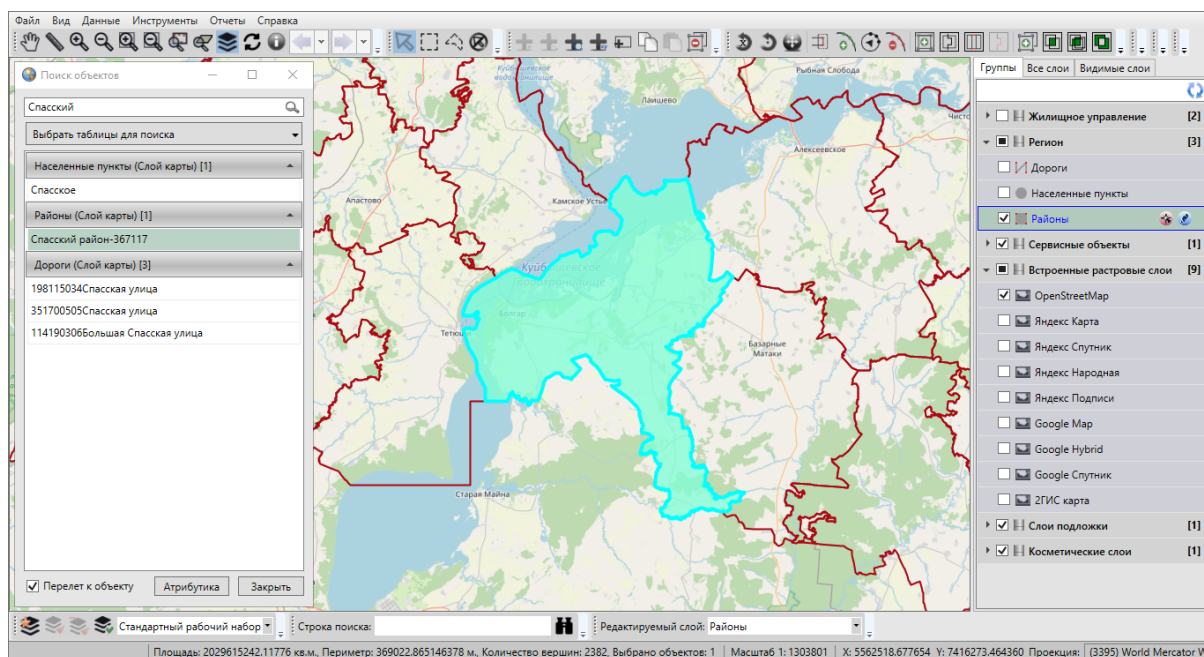 Файл Вид Данные Инструменты Отчеты Справка
Поиск объектов
Спасский
Выбрать таблицы для поиска
Населенные пункты (Слой карты) [1]
Спасское
Районы (Слой карты) [1]
Спасский район-367117
Дороги (Слой карты) [3]
198115034Спасская улица
351700505Спасская улица
114190306Большая Спасская улица
Перелет к объекту
Атрибутика
Закрыть
Рыбная Слобода
Лаишево
Алексеевское
Апастово
Камское Устье
Куйбышевское
водохранилище
Болгар
Тетюши
Базарные
Матаки
Старая Майна
Группы Все слои Видимые слои
Жилищное управление [2]
Регион [3]
Дороги
Населенные пункты
Районы
Сервисные объекты [1]
Встроенные растровые слои [9]
OpenStreetMap
Яндекс Карта
Яндекс Спутник
Яндекс Народная
Яндекс Подписи
Google Map
Google Hybrid
Google Спутник
2ГИС карта
Слои подложки [1]
Косметические слои [1]
Стандартный рабочий набор Строка поиска: Редактируемый слой: Районы
Площадь: 2029615242.11776 кв.м., Периметр: 369022.865146378 м., Количество вершин: 2382, Выбрано объектов: 1 Масштаб 1: 1303801 X: 5562518.677654 Y: 7416273.464360 Проекция: (3395) World Mercator W